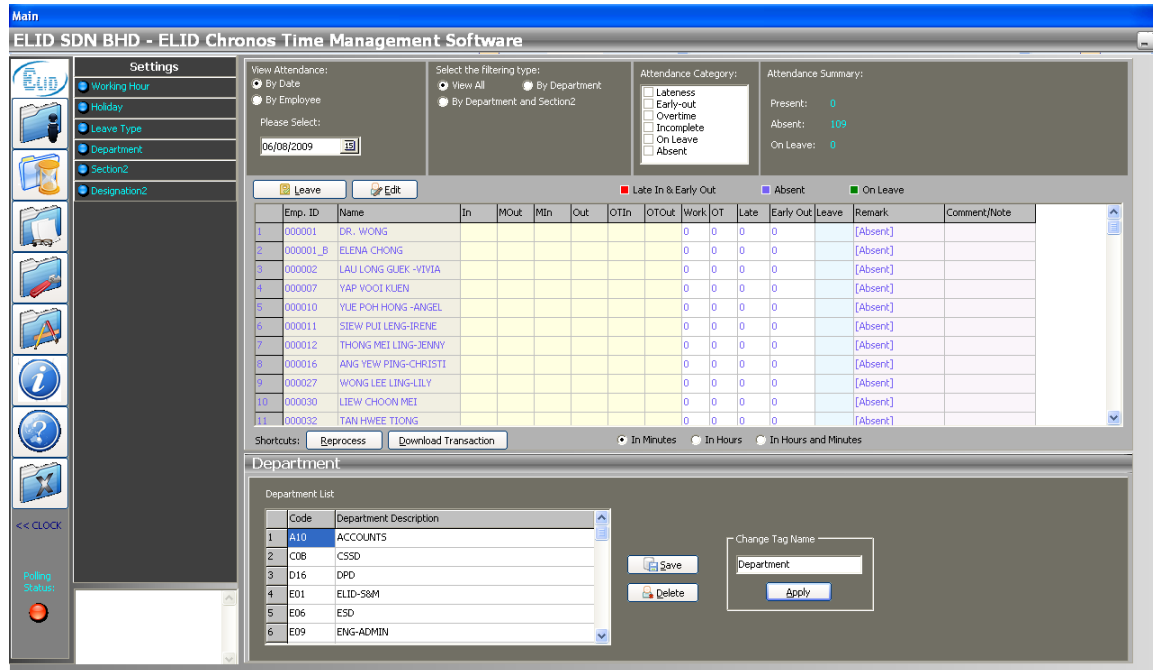 Main
ELID SDN BHD - ELID Chronos Time Management Software
ELID
Settings
Working Hour
Holiday
Leave Type
Department
Section2
Designation2
<< CLOCK
Polling Status:
View Attendance:
By Date
By Employee
Please Select:
06/08/2009 15
Select the filtering type:
View All By Department
By Department and Section2
Attendance Category:
Lateness
Early-out
Overtime
Incomplete
On Leave
Absent
Attendance Summary:
Present: 0
Absent: 109
On Leave: 0
Leave Edit Late In & Early Out Absent On Leave
Emp. ID Name In MOut MIn Out OTIn OTOut Work OT Late Early Out Leave Remark Comment/Note
1 000001 DR. WONG 0 0 0 0 [Absent]
2 000001_B ELENA CHONG 0 0 0 0 [Absent]
3 000002 LAU LONG GUEK -VIVIA 0 0 0 0 [Absent]
4 000007 YAP VOOI KUEN 0 0 0 0 [Absent]
5 000010 YUE POH HONG -ANGEL 0 0 0 0 [Absent]
6 000011 SIEW PUI LENG-IRENE 0 0 0 0 [Absent]
7 000012 THONG MEI LING-JENNY 0 0 0 0 [Absent]
8 000016 ANG YEW PING-CHRISTI 0 0 0 0 [Absent]
9 000027 WONG LEE LING-LILY 0 0 0 0 [Absent]
10 000030 LIEW CHOON MEI 0 0 0 0 [Absent]
11 000032 TAN HWEE TIONG 0 0 0 0 [Absent]
Shortcuts: Reprocess Download Transaction In Minutes In Hours In Hours and Minutes
Department
Department List
Code Department Description
1 A10 ACCOUNTS
2 C0B CSSD
3 D16 DPD
4 E01 ELID-S&M
5 E06 ESD
6 E09 ENG-ADMIN
Save
Delete
Change Tag Name
Department
Apply